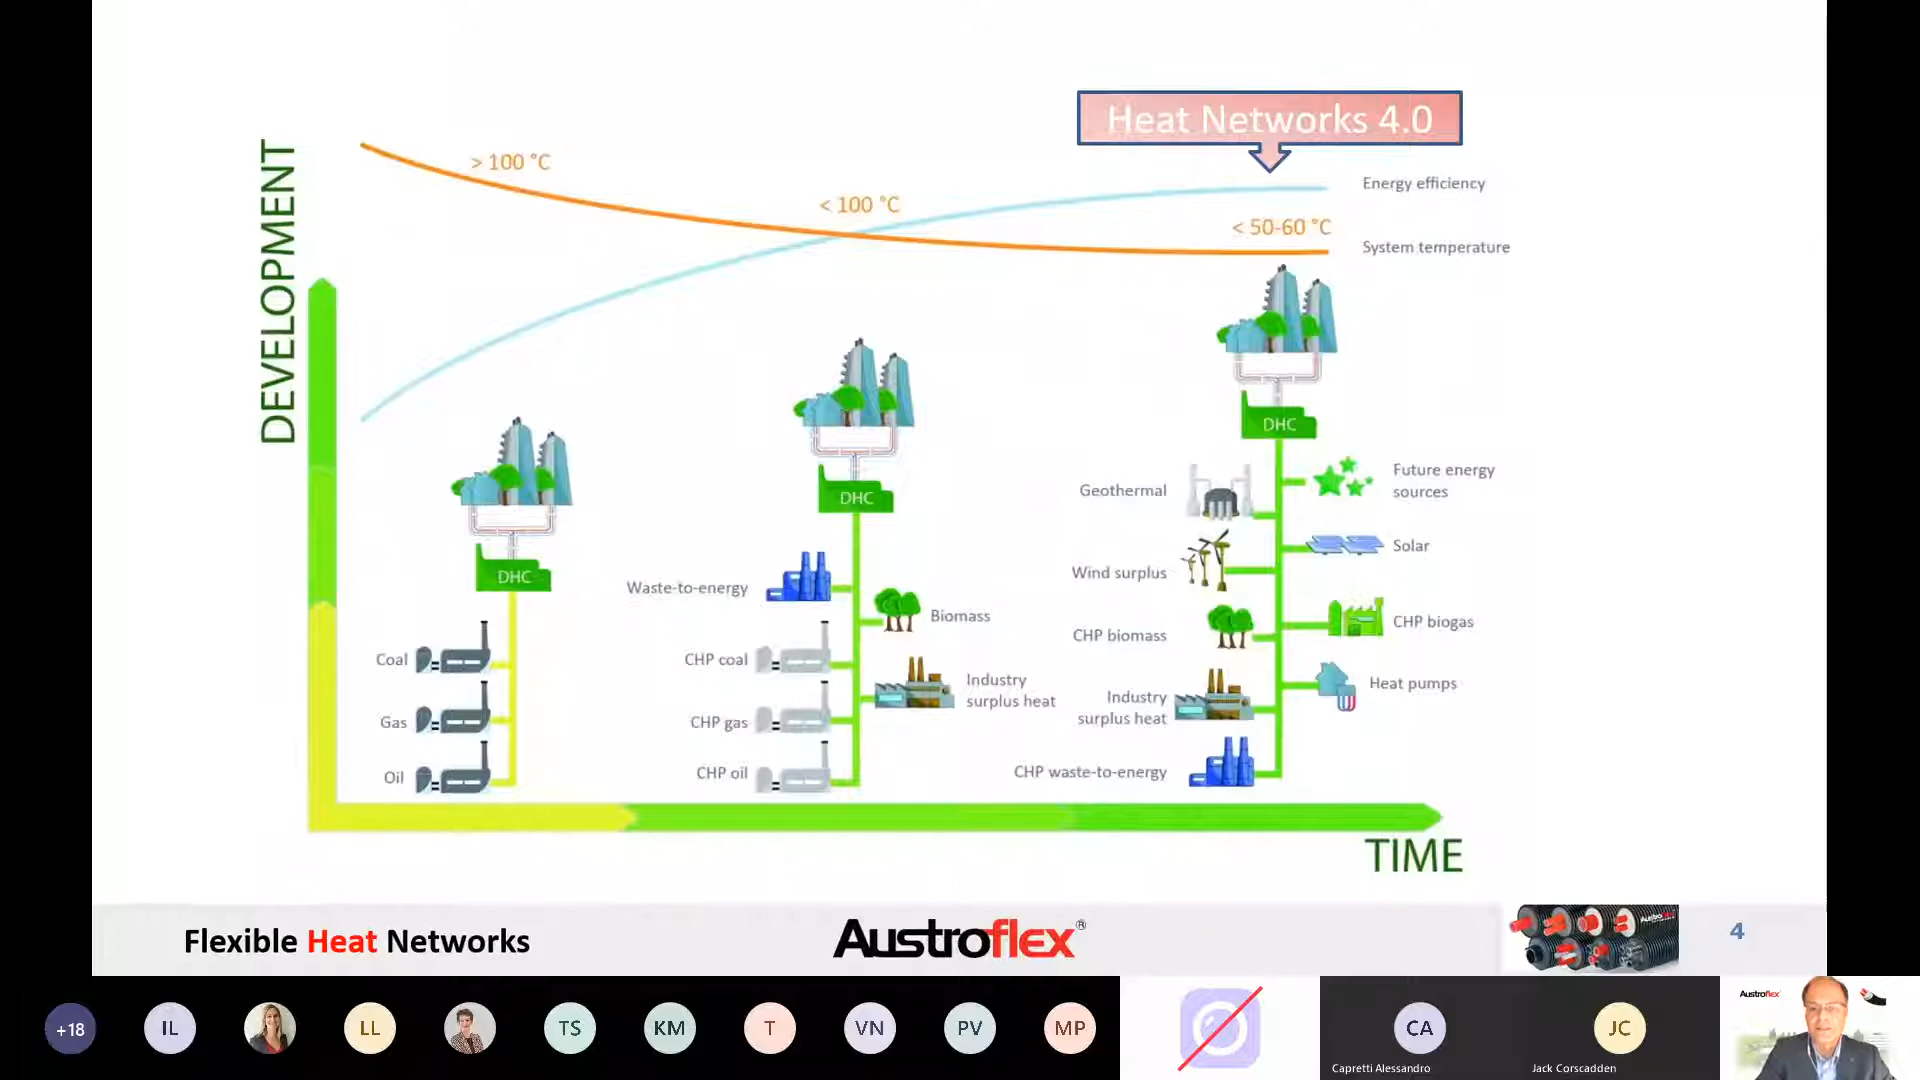 Heat Networks 4.0
DEVELOPMENT
> 100 °C
< 100 °C
< 50-60 °C
Energy efficiency
System temperature
DHC
Coal
Gas
Oil
DHC
Waste-to-energy
Biomass
CHP coal
Industry
surplus heat
CHP gas
CHP oil
DHC
Geothermal
Future energy
sources
Wind surplus
Solar
CHP biomass
CHP biogas
Industry
surplus heat
Heat pumps
CHP waste-to-energy
TIME
Flexible Heat Networks
Austroflex®
4
+18
IL
LL
TS
KM
T
VN
PV
MP
CA
Capretti Alessandro
JC
Jack Corscadden
Austroflex